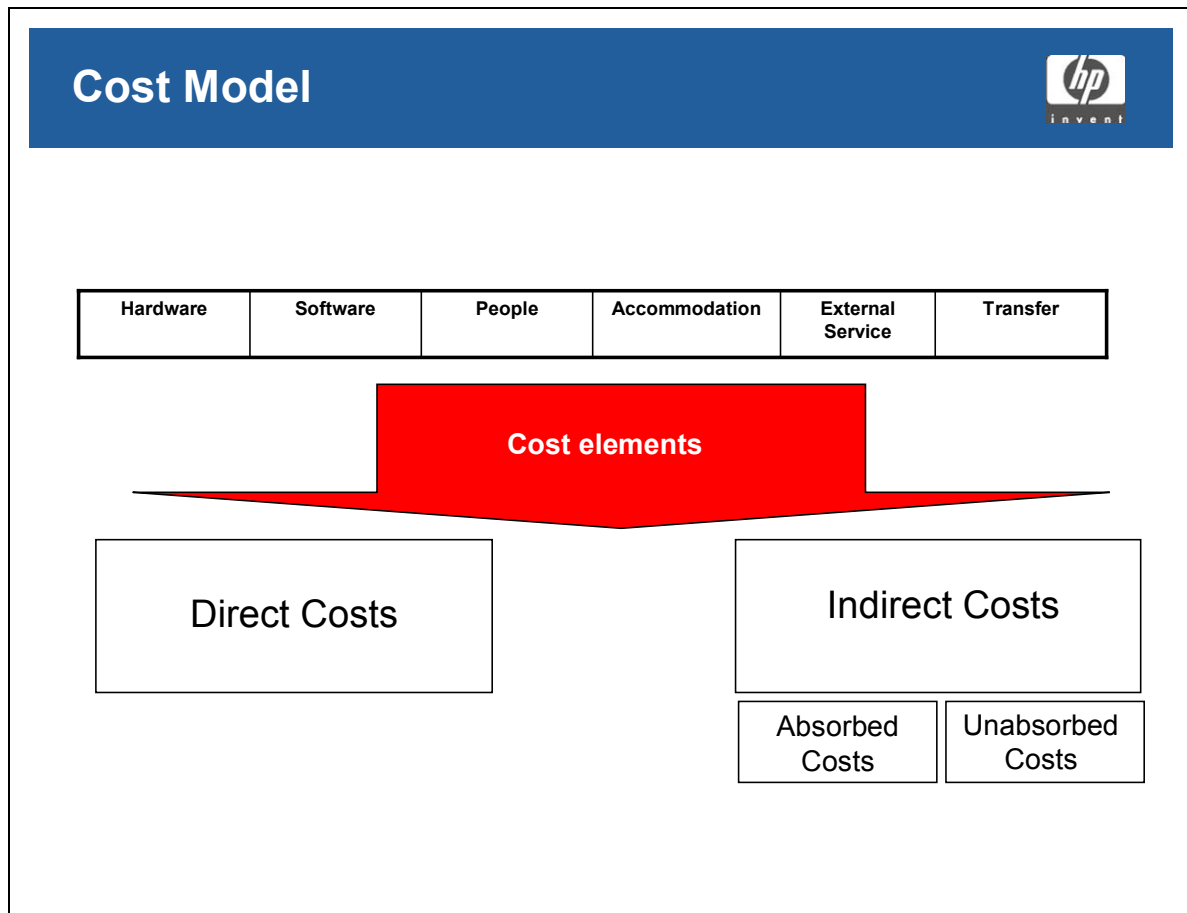 Cost Model
hp
invent
Hardware
Software
People
Accommodation
External
Service
Transfer
Cost elements
Direct Costs
Indirect Costs
Absorbed
Costs
Unabsorbed
Costs